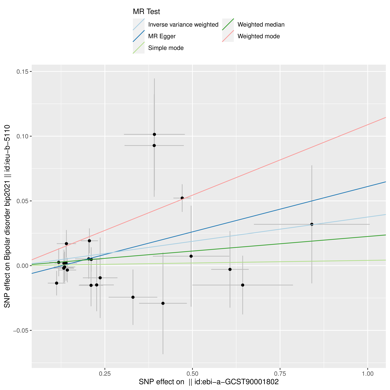 MR Test
Inverse variance weighted
Weighted median
MR Egger
Weighted mode
Simple mode
SNP effect on Bipolar disorder bip2021 || id:ieu-b-5110
0.15
0.10
0.05
0.00
−0.05
0.25
0.50
0.75
1.00
SNP effect on || id:ebi-a-GCST90001802